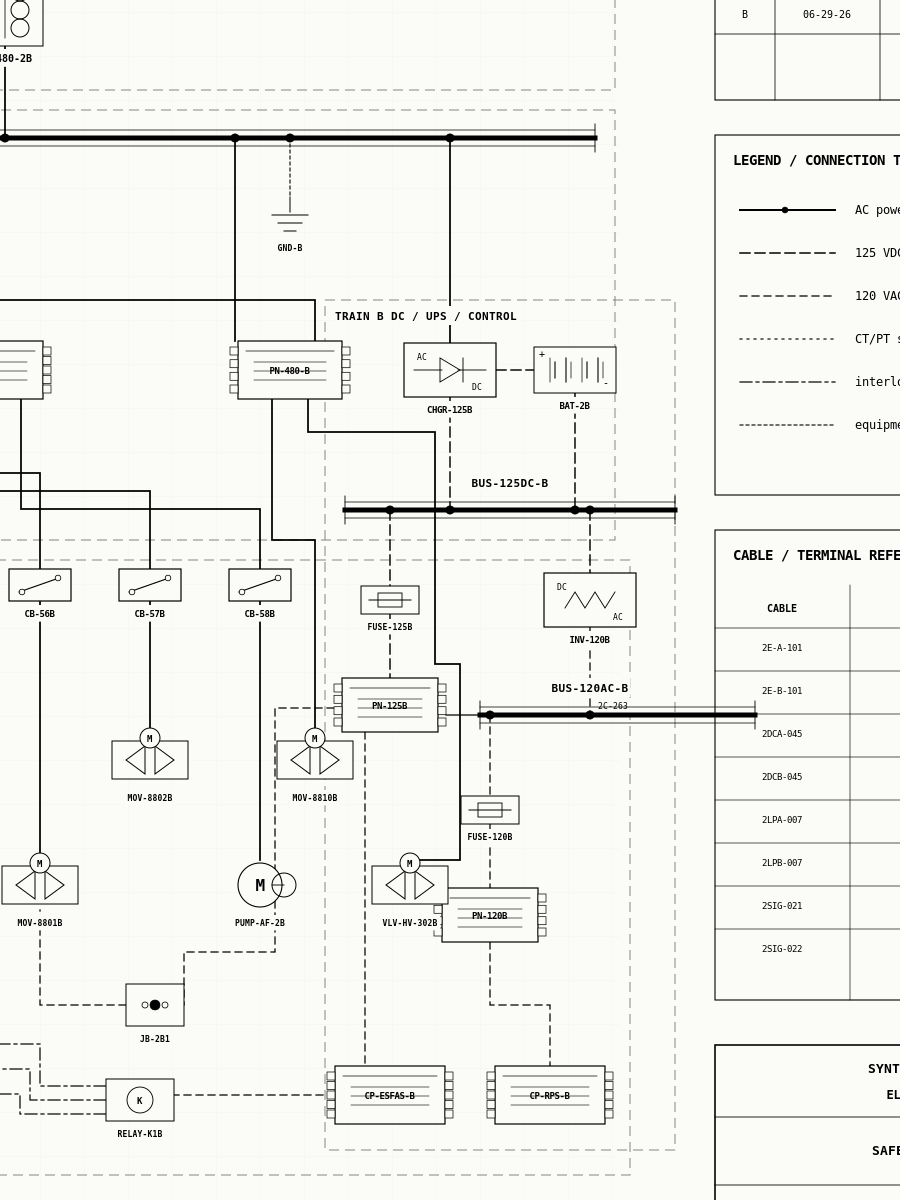 B 06-29-26
480-2B
LEGEND / CONNECTION T
AC powe
125 VDC
120 VAC
CT/PT s
interlo
equipme
GND-B
TRAIN B DC / UPS / CONTROL
PN-480-B
AC
DC
+
-
CHGR-125B
BAT-2B
BUS-125DC-B
CABLE / TERMINAL REFE
CABLE
2E-A-101
2E-B-101
2DCA-045
2DCB-045
2LPA-007
2LPB-007
2SIG-021
2SIG-022
CB-56B
CB-57B
CB-58B
FUSE-125B
DC
AC
INV-120B
BUS-120AC-B
2C-263
PN-125B
M
MOV-8802B
M
MOV-8810B
FUSE-120B
M
MOV-8801B
M
PUMP-AF-2B
M
VLV-HV-302B
PN-120B
JB-2B1
K
RELAY-K1B
CP-ESFAS-B
CP-RPS-B
SYNT
EL
SAFE